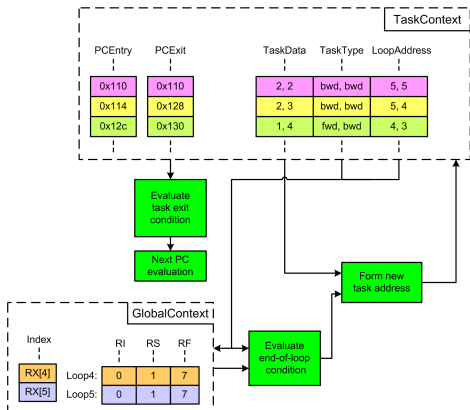 TaskContext
PCEntry PCExit TaskData TaskType LoopAddress
0x110 0x110 2, 2 bwd, bwd 5, 5
0x114 0x128 2, 3 bwd, bwd 5, 4
0x12c 0x130 1, 4 fwd, bwd 4, 3
Evaluate
task exit
condition
Next PC
evaluation
Form new
task address
GlobalContext
Index RI RS RF
RX[4] Loop4: 0 1 7
RX[5] Loop5: 0 1 7
Evaluate
end-of-loop
condition